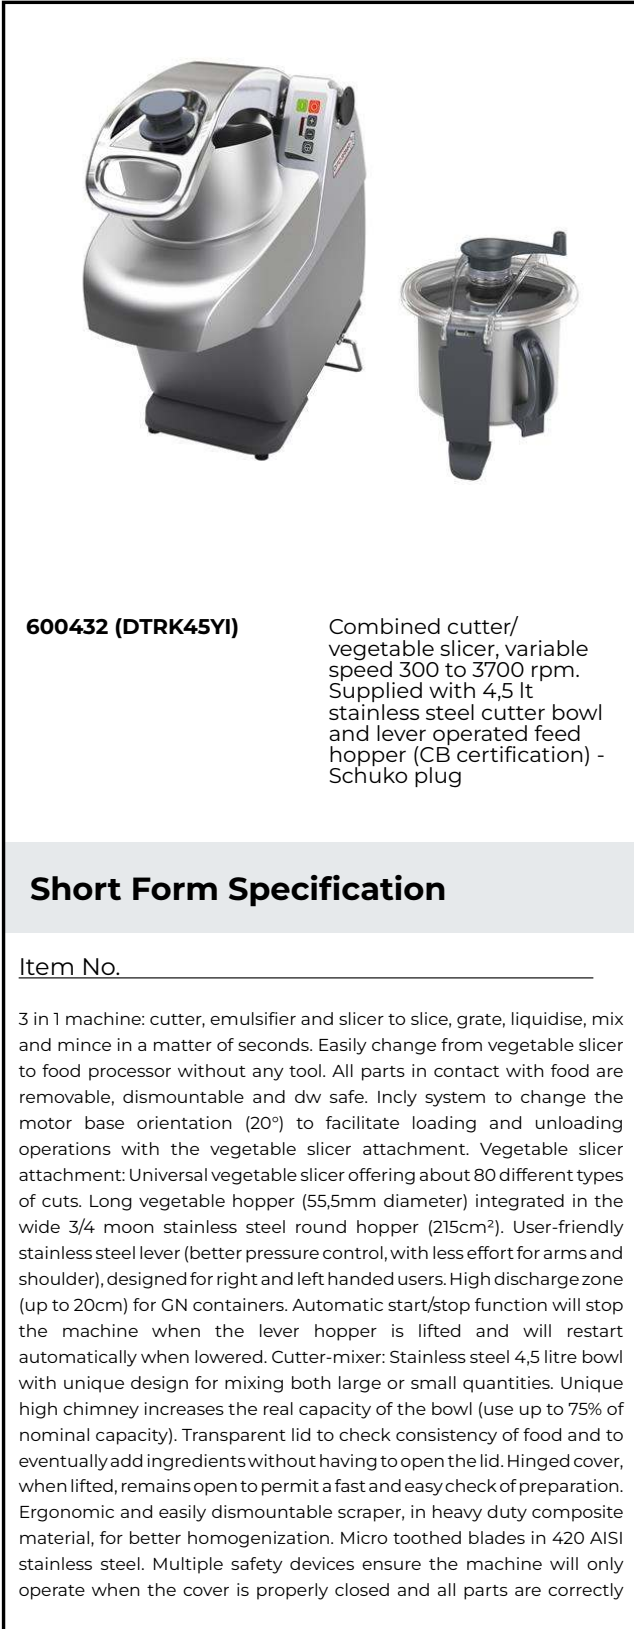 600432 (DTRK45YI)
Combined cutter/
vegetable slicer, variable
speed 300 to 3700 rpm.
Supplied with 4,5 lt
stainless steel cutter bowl
and lever operated feed
hopper (CB certification) -
Schuko plug
Short Form Specification
Item No.
3 in 1 machine: cutter, emulsifier and slicer to slice, grate, liquidise, mix
and mince in a matter of seconds. Easily change from vegetable slicer
to food processor without any tool. All parts in contact with food are
removable, dismountable and dw safe. Incly system to change the
motor base orientation (20°) to facilitate loading and unloading
operations with the vegetable slicer attachment. Vegetable slicer
attachment: Universal vegetable slicer offering about 80 different types
of cuts. Long vegetable hopper (55,5mm diameter) integrated in the
wide 3/4 moon stainless steel round hopper (215cm²). User-friendly
stainless steel lever (better pressure control, with less effort for arms and
shoulder), designed for right and left handed users. High discharge zone
(up to 20cm) for GN containers. Automatic start/stop function will stop
the machine when the lever hopper is lifted and will restart
automatically when lowered. Cutter-mixer: Stainless steel 4,5 litre bowl
with unique design for mixing both large or small quantities. Unique
high chimney increases the real capacity of the bowl (use up to 75% of
nominal capacity). Transparent lid to check consistency of food and to
eventually add ingredients without having to open the lid. Hinged cover,
when lifted, remains open to permit a fast and easy check of preparation.
Ergonomic and easily dismountable scraper, in heavy duty composite
material, for better homogenization. Micro toothed blades in 420 AISI
stainless steel. Multiple safety devices ensure the machine will only
operate when the cover is properly closed and all parts are correctly